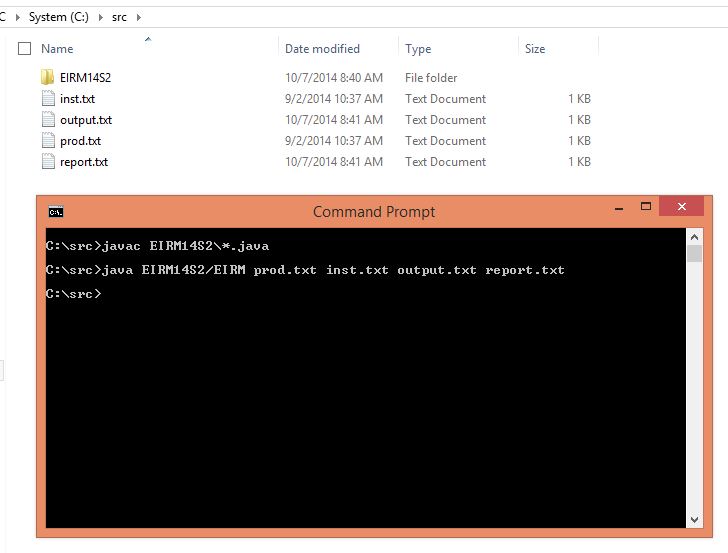 C ▸ System (C:) ▸ src ▸
Name Date modified Type Size
EIRM14S2 10/7/2014 8:40 AM File folder
inst.txt 9/2/2014 10:37 AM Text Document 1 KB
output.txt 10/7/2014 8:41 AM Text Document 1 KB
prod.txt 9/2/2014 10:37 AM Text Document 1 KB
report.txt 10/7/2014 8:41 AM Text Document 1 KB
C:\. Command Prompt
C:\src>javac EIRM14S2\*.java
C:\src>java EIRM14S2/EIRM prod.txt inst.txt output.txt report.txt
C:\src>